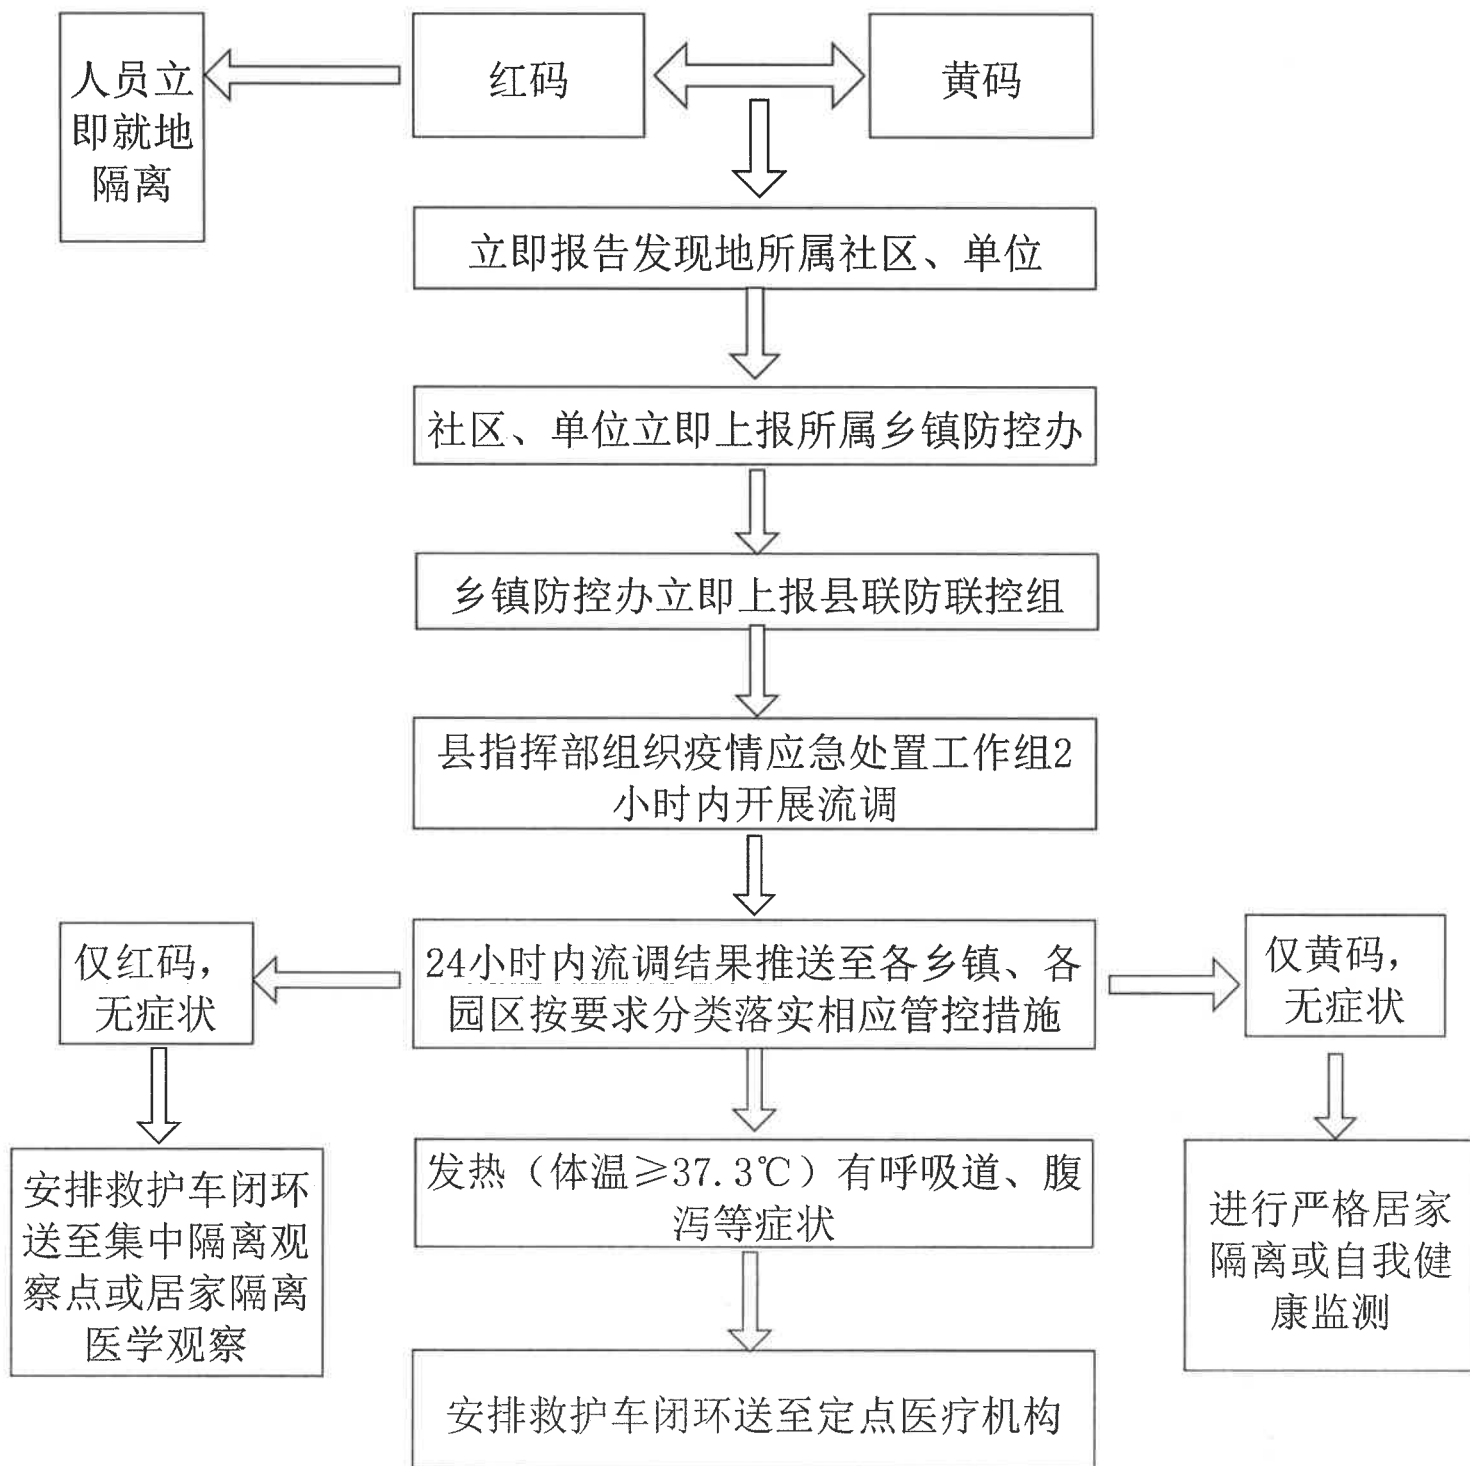 人员立
即就地
隔离
红码
黄码
立即报告发现地所属社区、单位
社区、单位立即上报所属乡镇防控办
乡镇防控办立即上报县联防联控组
县指挥部组织疫情应急处置工作组2
小时内开展流调
仅红码，
无症状
24小时内流调结果推送至各乡镇、各
园区按要求分类落实相应管控措施
仅黄码，
无症状
安排救护车闭环
送至集中隔离观
察点或居家隔离
医学观察
发热（体温≥37.3℃）有呼吸道、腹
泻等症状
进行严格居家
隔离或自我健
康监测
安排救护车闭环送至定点医疗机构